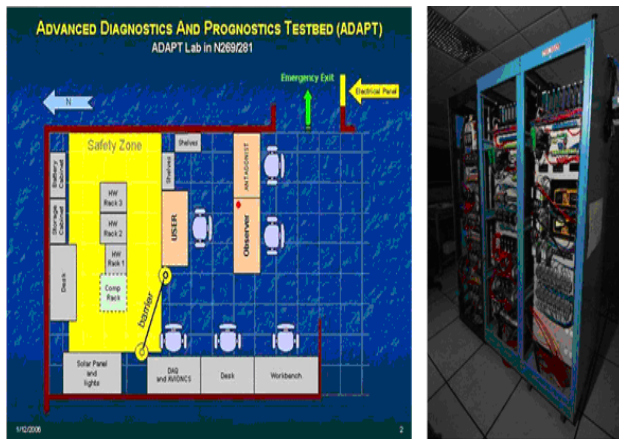 ADVANCED DIAGNOSTICS AND PROGNOSTICS TESTBED (ADAPT)
ADAPT Lab in N269/281
Emergency Exit
Electrical Panel
N
Safety Zone
Shelves
Shelves
Battery
Cabinet
Storage
Cabinet
HW
Rack 3
HW
Rack 2
HW
Rack 1
Comp
Rack
USER
ANTAGONIST
Observer
Desk
barrier
Solar Panel
and
lights
DAQ
and AVIONICS
Desk
Workbench
1/12/2006
2